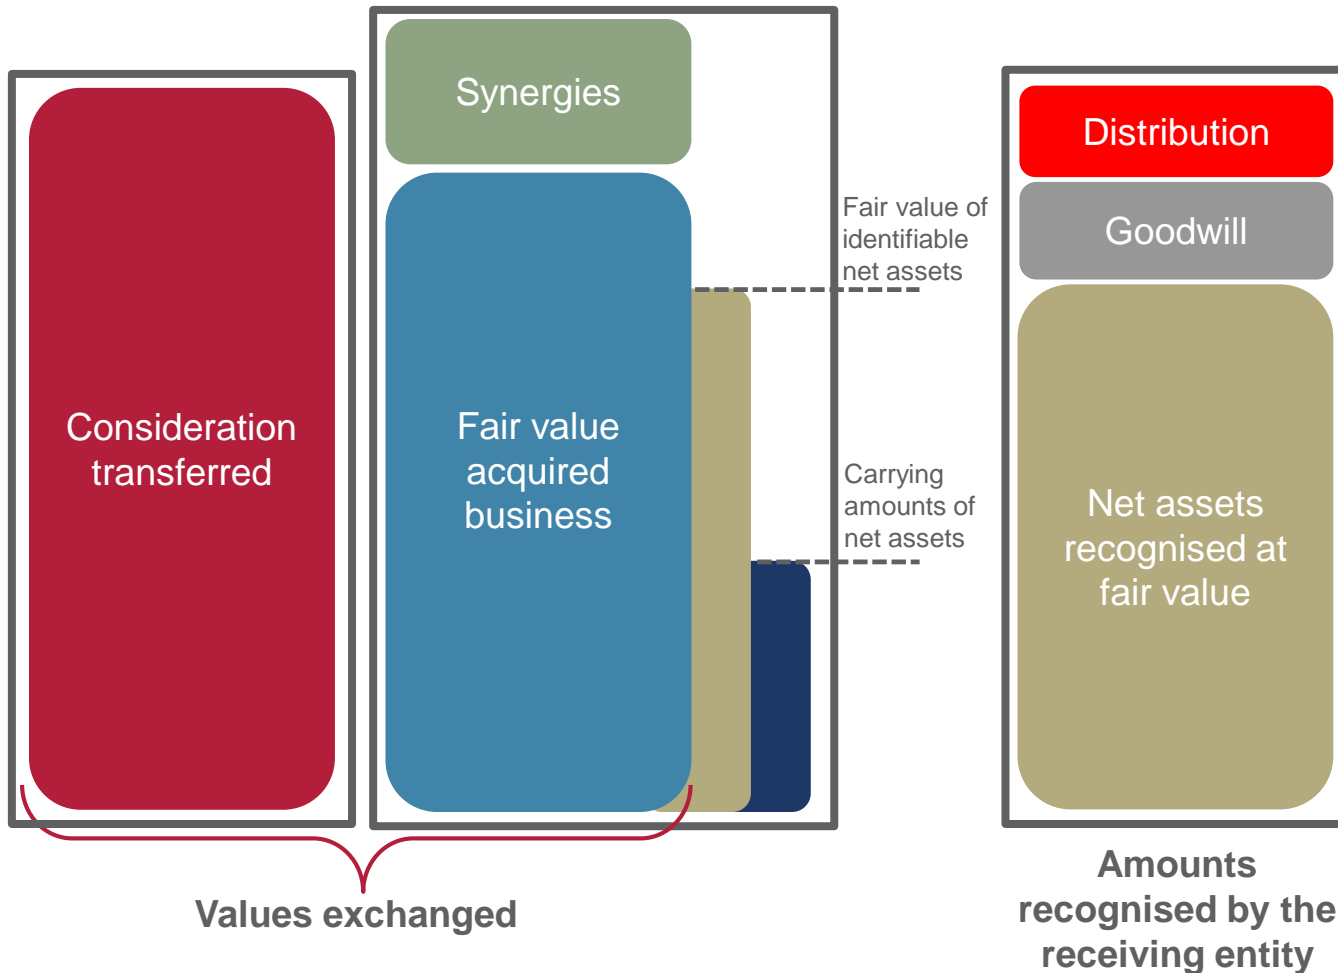 Synergies
Consideration
transferred
Fair value
acquired
business
Fair value of
identifiable
net assets
Carrying
amounts of
net assets
Distribution
Goodwill
Net assets
recognised at
fair value
Values exchanged
Amounts
recognised by the
receiving entity